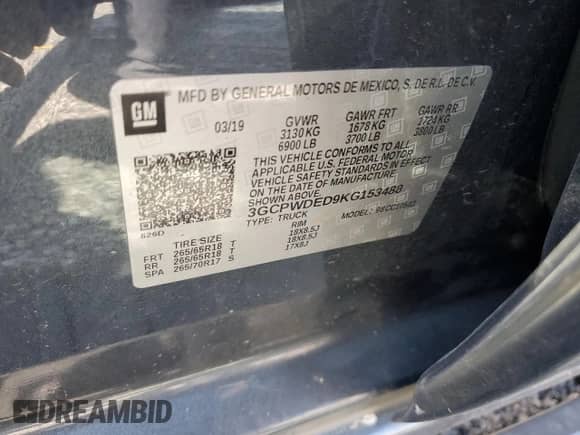 GM
MFD BY GENERAL MOTORS DE MEXICO, S. DE R.L. DE C.V.
03/19 GVWR GAWR FRT GAWR RR
3130 KG 1678 KG 1724 KG
6900 LB 3700 LB 3800 LB
THIS VEHICLE CONFORMS TO ALL
APPLICABLE U.S. FEDERAL MOTOR
VEHICLE SAFETY STANDARDS IN EFFECT
ON THE DATE OF MANUFACTURE
SHOWN ABOVE.
3GCPWDED9KG153488
TYPE: TRUCK MODEL:
626D
TIRE SIZE RIM
FRT 265/65R18 T 18X8.5J
RR 265/65R18 T 18X8.5J
SPA 265/70R17 S 17X8J
DREAMBID